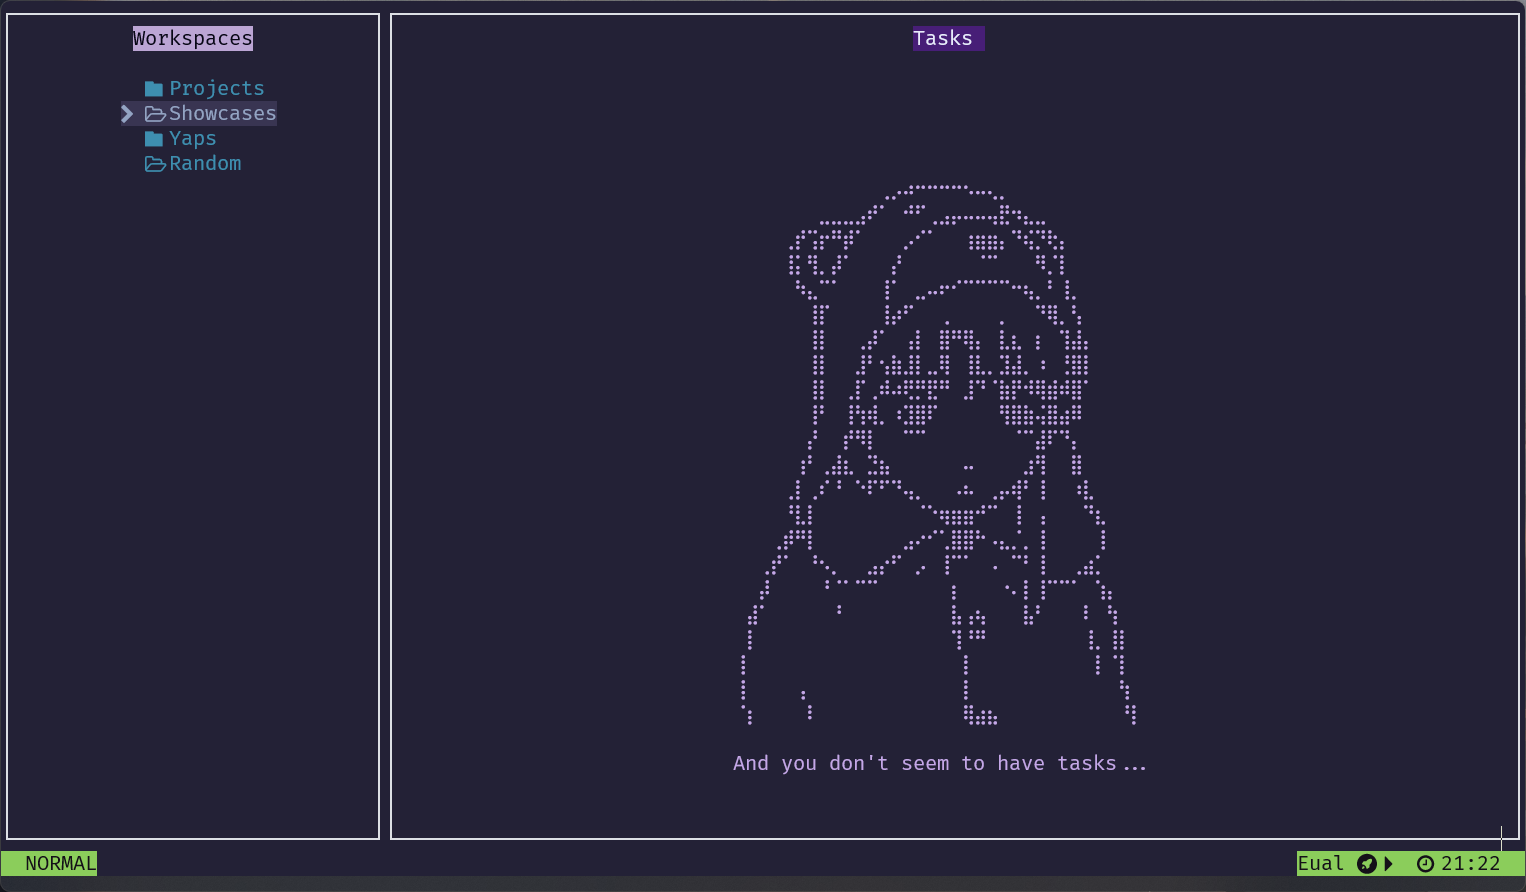 Workspaces
Projects
Showcases
Yaps
Random
Tasks
And you don't seem to have tasks...
NORMAL
Eual 21:22